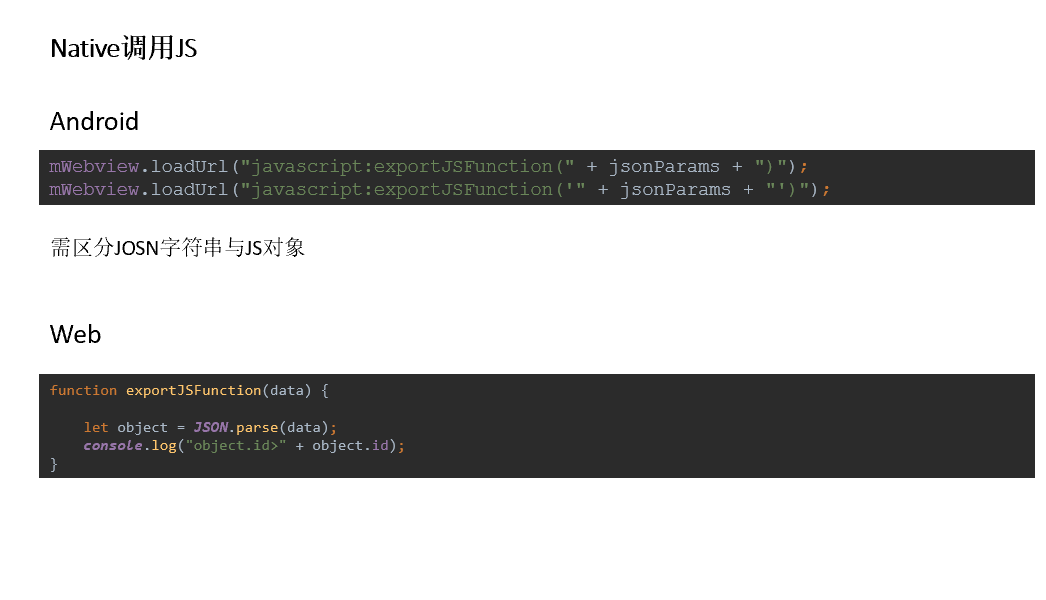 Native调用JS
Android
mWebview.loadUrl("javascript:exportJSFunction(" + jsonParams + ")");
mWebview.loadUrl("javascript:exportJSFunction('" + jsonParams + "')");
需区分JOSN字符串与JS对象
Web
function exportJSFunction(data) {
let object = JSON.parse(data);
console.log("object.id>" + object.id);
}